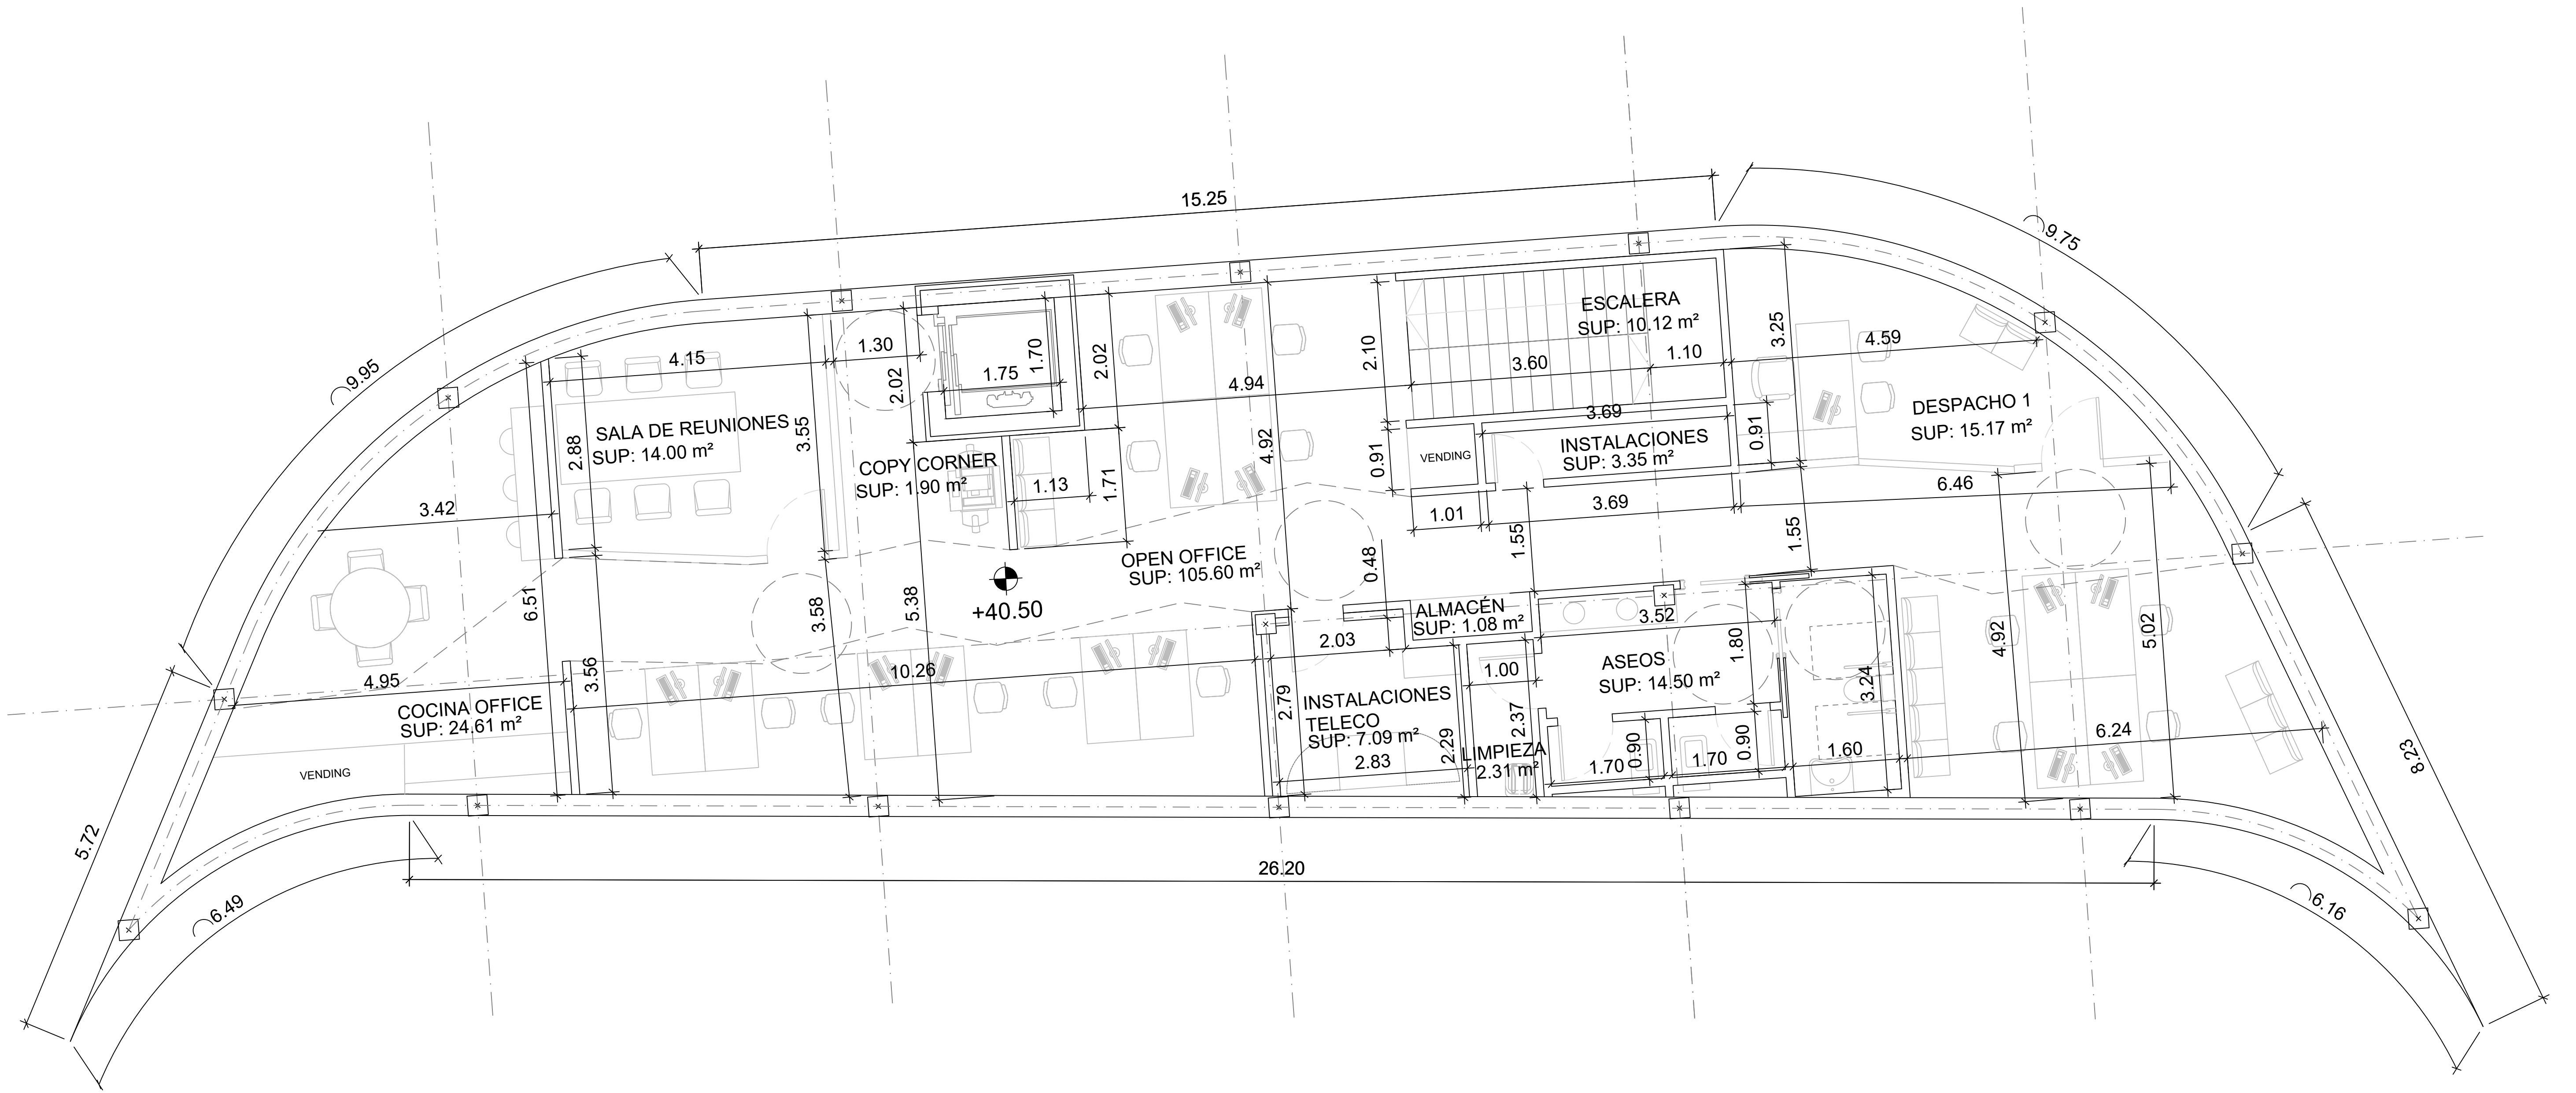 15.25
9.75
9.95
4.15
1.30
2.02
1.75
1.70
2.02
4.94
2.10
ESCALERA
SUP: 10.12 m²
3.60
1.10
3.25
4.59
SALA DE REUNIONES
SUP: 14.00 m²
2.88
3.55
COPY CORNER
SUP: 1.90 m²
1.13
1.71
4.92
0.91
VENDING
3.69
INSTALACIONES
SUP: 3.35 m²
0.91
DESPACHO 1
SUP: 15.17 m²
3.42
1.01
3.69
6.46
1.55
1.55
OPEN OFFICE
SUP: 105.60 m²
+40.50
0.48
6.51
3.58
5.38
ALMACÉN
SUP: 1.08 m²
3.52
2.03
1.80
4.92
5.02
4.95
3.56
10.26
1.00
ASEOS
SUP: 14.50 m²
3.24
COCINA OFFICE
SUP: 24.61 m²
2.79
INSTALACIONES
TELECO
SUP: 7.09 m²
2.83
2.29
2.37
LIMPIEZA
2.31 m²
1.70
0.90
1.70
0.90
1.60
6.24
VENDING
8.23
5.72
26.20
6.49
6.16